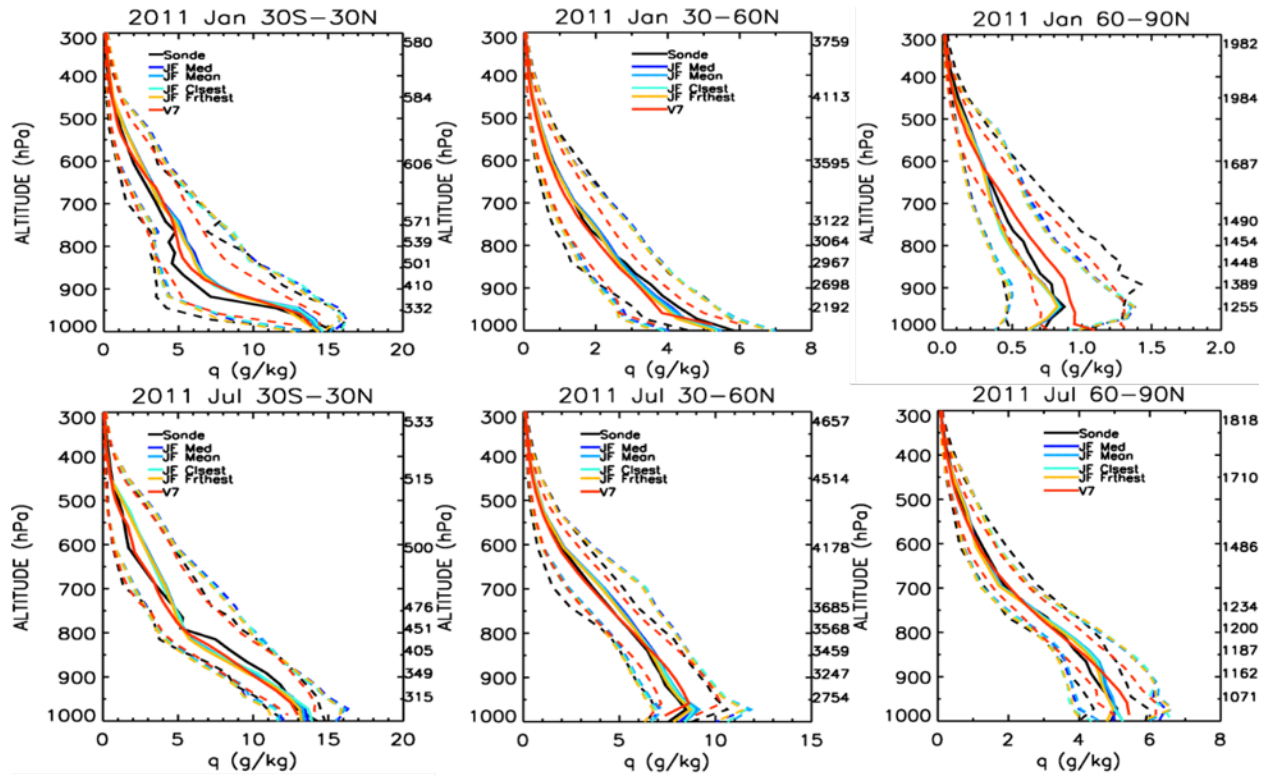 2011 Jan 30S−30N
300
400
500
600
700
800
900
1000
ALTITUDE (hPa)
Sonde
JF Med
JF Mean
JF Clsest
JF Frthest
V7
580
584
606
571
539
501
410
332
0 5 10 15 20
q (g/kg)
2011 Jan 30−60N
300
400
500
600
700
800
900
1000
ALTITUDE (hPa)
Sonde
JF Med
JF Mean
JF Clsest
JF Frthest
V7
3759
4113
3595
3122
3064
2967
2698
2192
0 2 4 6 8
q (g/kg)
2011 Jan 60−90N
300
400
500
600
700
800
900
1000
ALTITUDE (hPa)
Sonde
JF Med
JF Mean
JF Clsest
JF Frthest
V7
1982
1984
1687
1490
1454
1448
1389
1255
0.0 0.5 1.0 1.5 2.0
q (g/kg)
2011 Jul 30S−30N
300
400
500
600
700
800
900
1000
ALTITUDE (hPa)
Sonde
JF Med
JF Mean
JF Clsest
JF Frthest
V7
533
515
500
476
451
405
349
315
0 5 10 15 20
q (g/kg)
2011 Jul 30−60N
300
400
500
600
700
800
900
1000
ALTITUDE (hPa)
Sonde
JF Med
JF Mean
JF Clsest
JF Frthest
V7
4657
4514
4178
3685
3568
3459
3247
2754
0 5 10 15
q (g/kg)
2011 Jul 60−90N
300
400
500
600
700
800
900
1000
ALTITUDE (hPa)
Sonde
JF Med
JF Mean
JF Clsest
JF Frthest
V7
1818
1710
1486
1234
1200
1187
1162
1071
0 2 4 6 8
q (g/kg)